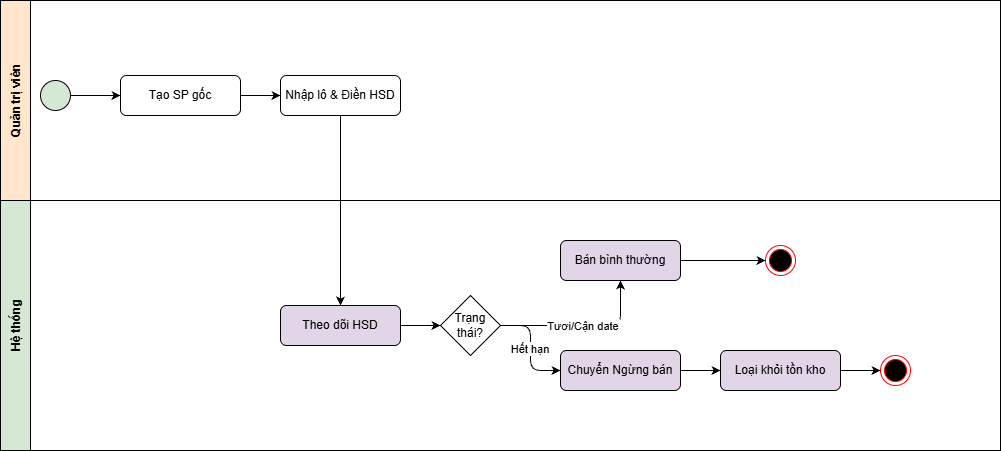 Quản trị viên
Tạo SP gốc
Nhập lô & Điền HSD
Hệ thống
Theo dõi HSD
Trạng
thái?
Tươi/Cận date
Bán bình thường
Hết hạn
Chuyển Ngừng bán
Loại khỏi tồn kho